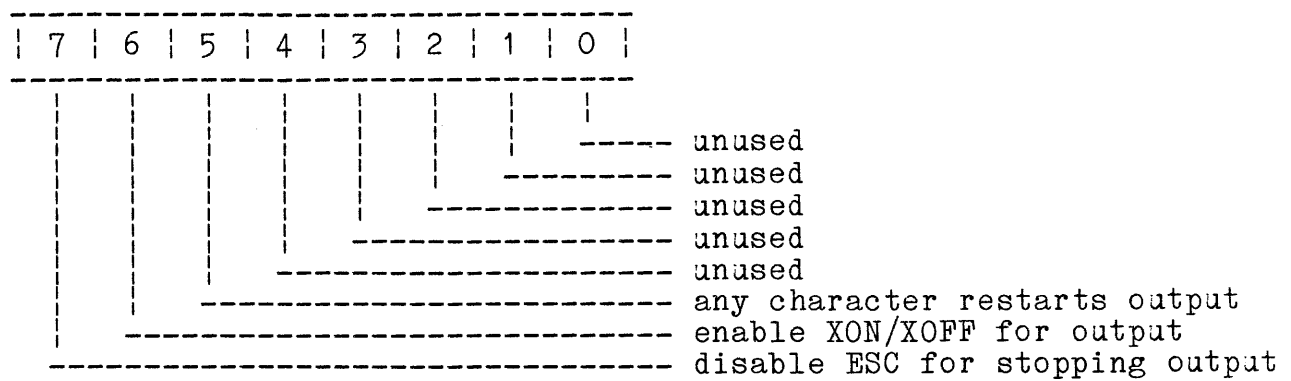 | 7 | 6 | 5 | 4 | 3 | 2 | 1 | 0 |
unused
unused
unused
unused
unused
any character restarts output
enable XON/XOFF for output
disable ESC for stopping output